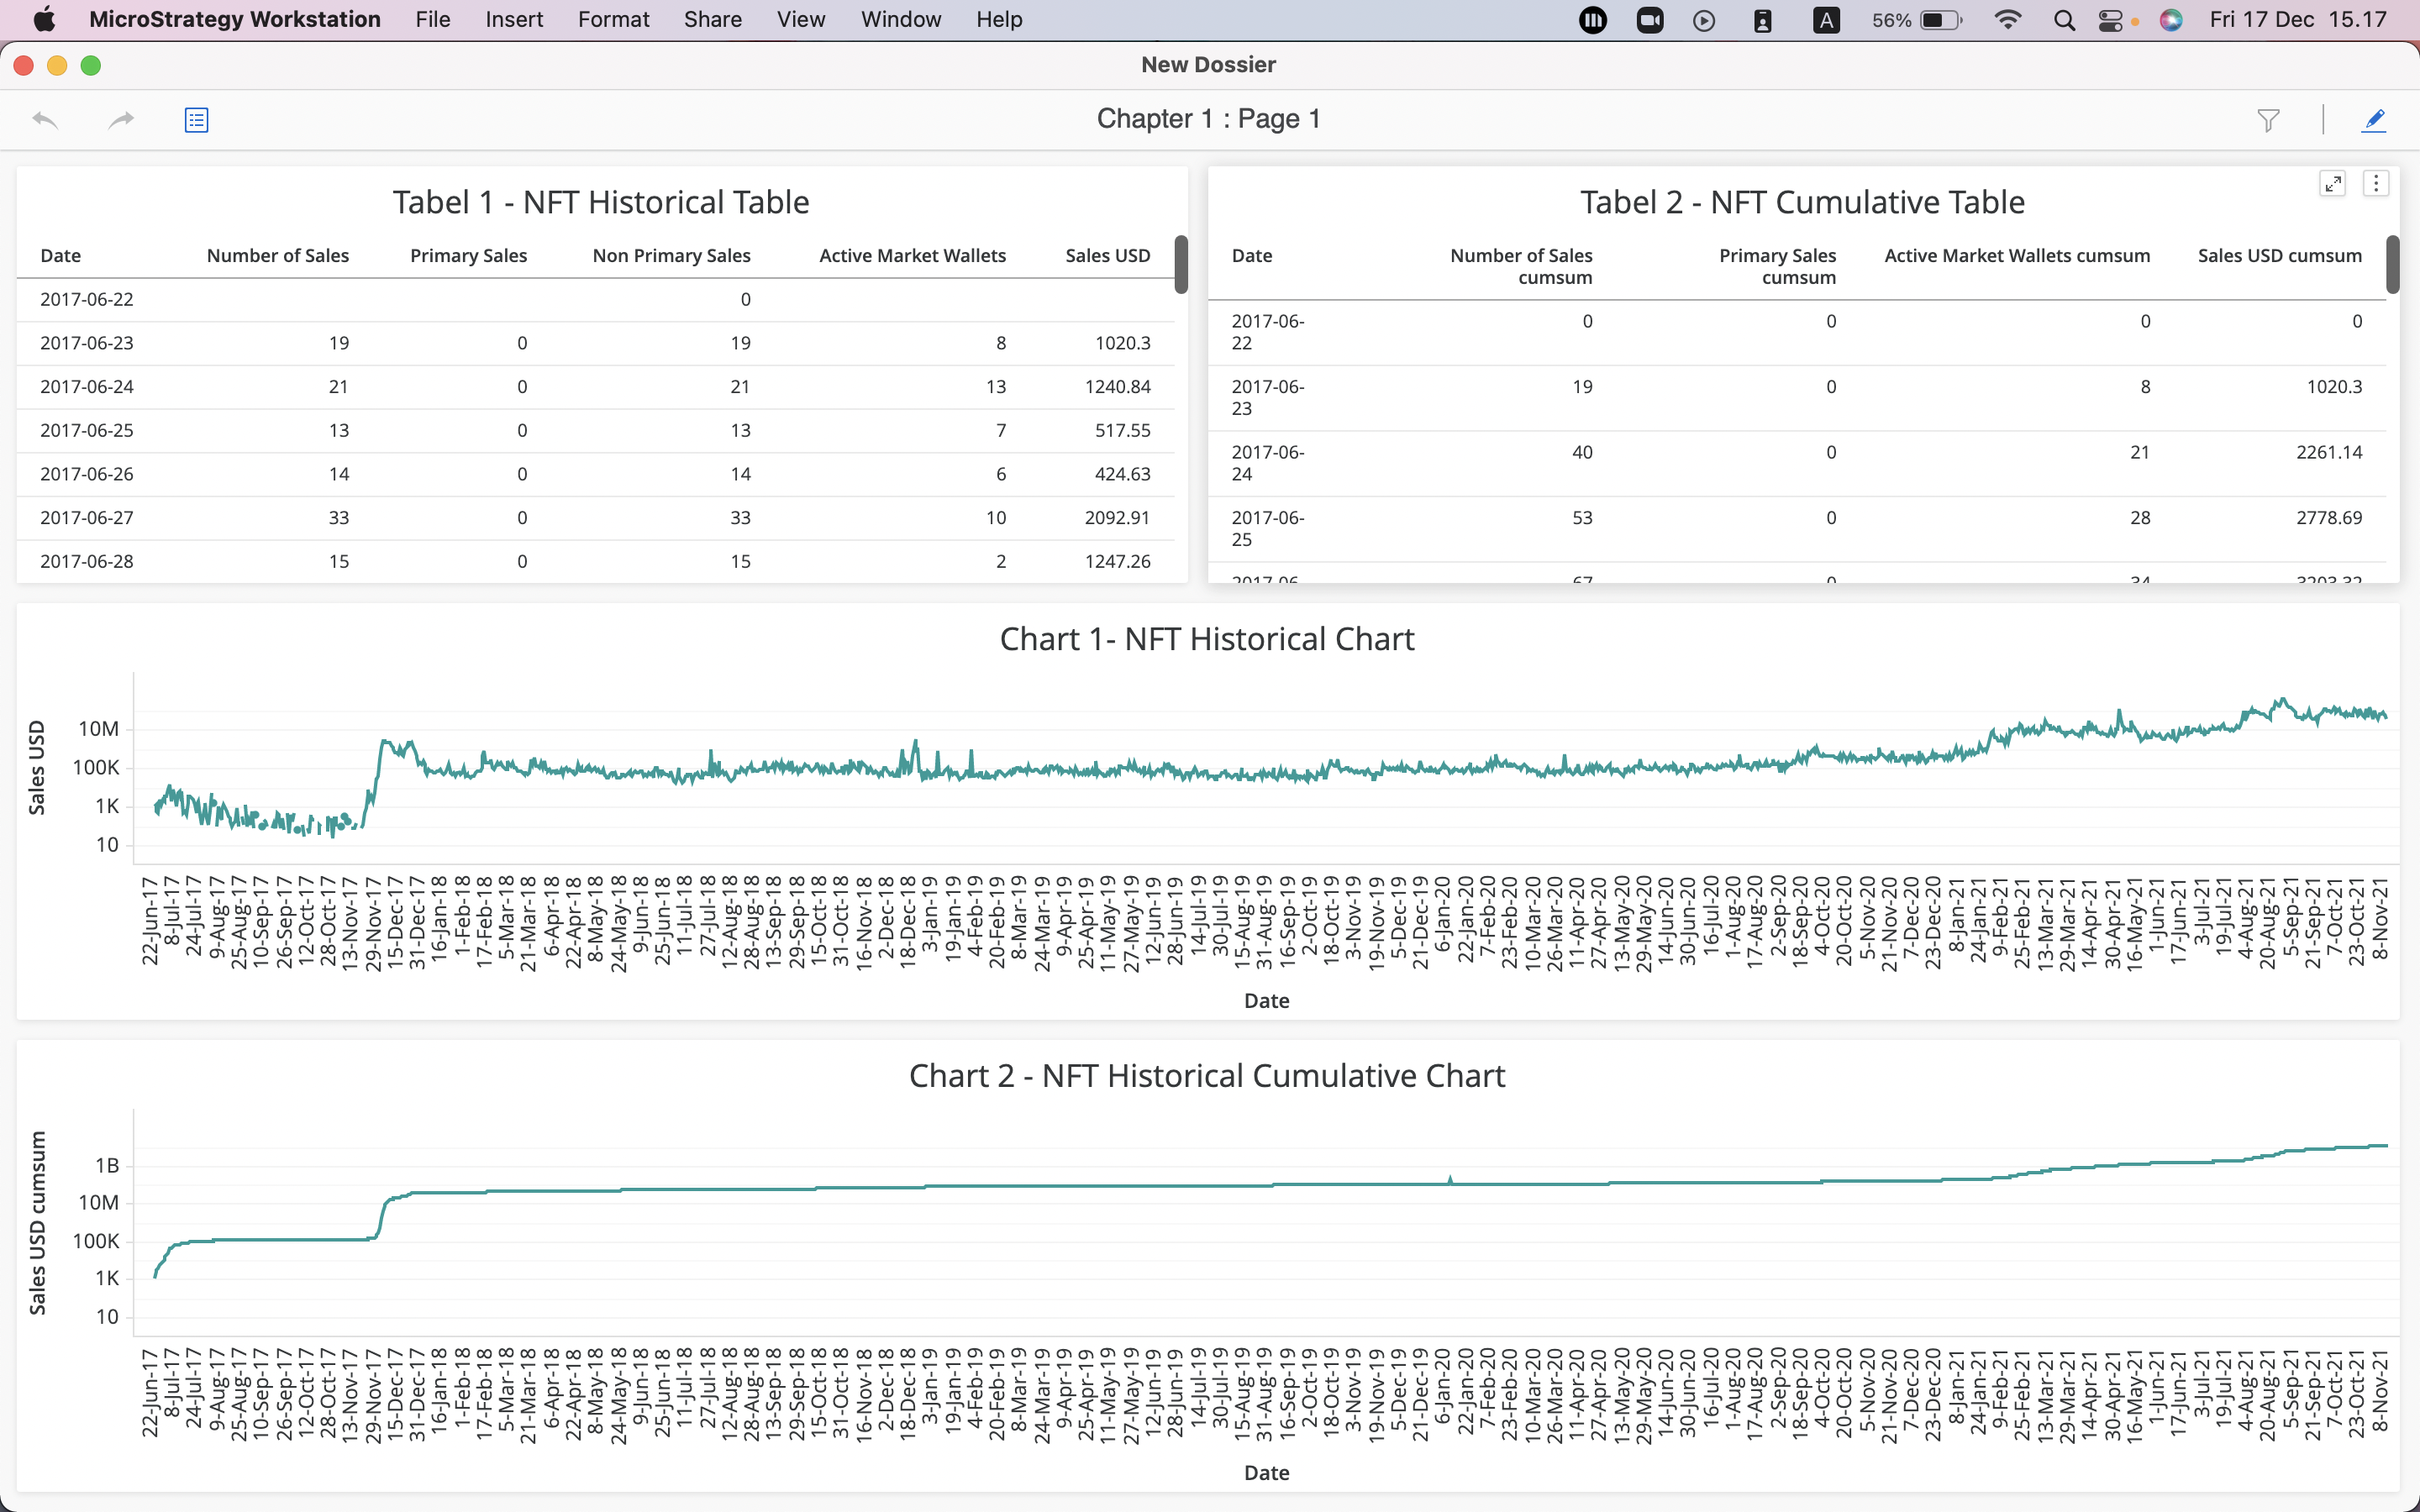 MicroStrategy Workstation File Insert Format Share View Window Help A 56% Fri 17 Dec 15.17
New Dossier
Chapter 1 : Page 1
Tabel 1 - NFT Historical Table
Date Number of Sales Primary Sales Non Primary Sales Active Market Wallets Sales USD
2017-06-22 0
2017-06-23 19 0 19 8 1020.3
2017-06-24 21 0 21 13 1240.84
2017-06-25 13 0 13 7 517.55
2017-06-26 14 0 14 6 424.63
2017-06-27 33 0 33 10 2092.91
2017-06-28 15 0 15 2 1247.26
Tabel 2 - NFT Cumulative Table
Date Number of Sales Primary Sales Active Market Wallets cumsum Sales USD cumsum
cumsum cumsum
2017-06- 0 0 0 0
22
2017-06- 19 0 8 1020.3
23
2017-06- 40 0 21 2261.14
24
2017-06- 53 0 28 2778.69
25
2017-06- 67 0 34 3203.32
Chart 1- NFT Historical Chart
Sales USD
10M
100K
1K
10
22-Jun-17 8-Jul-17 24-Jul-17 9-Aug-17 25-Aug-17 10-Sep-17 26-Sep-17 12-Oct-17 28-Oct-17 13-Nov-17 29-Nov-17 15-Dec-17 31-Dec-17 16-Jan-18 1-Feb-18 17-Feb-18 5-Mar-18 21-Mar-18 6-Apr-18 22-Apr-18 8-May-18 24-May-18 9-Jun-18 25-Jun-18 11-Jul-18 27-Jul-18 12-Aug-18 28-Aug-18 13-Sep-18 29-Sep-18 15-Oct-18 31-Oct-18 16-Nov-18 2-Dec-18 18-Dec-18 3-Jan-19 19-Jan-19 4-Feb-19 20-Feb-19 8-Mar-19 24-Mar-19 9-Apr-19 25-Apr-19 11-May-19 27-May-19 12-Jun-19 28-Jun-19 14-Jul-19 30-Jul-19 15-Aug-19 31-Aug-19 16-Sep-19 2-Oct-19 18-Oct-19 3-Nov-19 19-Nov-19 5-Dec-19 21-Dec-19 6-Jan-20 22-Jan-20 7-Feb-20 23-Feb-20 10-Mar-20 26-Mar-20 11-Apr-20 27-Apr-20 13-May-20 29-May-20 14-Jun-20 30-Jun-20 16-Jul-20 1-Aug-20 17-Aug-20 2-Sep-20 18-Sep-20 4-Oct-20 20-Oct-20 5-Nov-20 21-Nov-20 7-Dec-20 23-Dec-20 8-Jan-21 24-Jan-21 9-Feb-21 25-Feb-21 13-Mar-21 29-Mar-21 14-Apr-21 30-Apr-21 16-May-21 1-Jun-21 17-Jun-21 3-Jul-21 19-Jul-21 4-Aug-21 20-Aug-21 5-Sep-21 21-Sep-21 7-Oct-21 23-Oct-21 8-Nov-21
Date
Chart 2 - NFT Historical Cumulative Chart
Sales USD cumsum
1B
10M
100K
1K
10
22-Jun-17 8-Jul-17 24-Jul-17 9-Aug-17 25-Aug-17 10-Sep-17 26-Sep-17 12-Oct-17 28-Oct-17 13-Nov-17 29-Nov-17 15-Dec-17 31-Dec-17 16-Jan-18 1-Feb-18 17-Feb-18 5-Mar-18 21-Mar-18 6-Apr-18 22-Apr-18 8-May-18 24-May-18 9-Jun-18 25-Jun-18 11-Jul-18 27-Jul-18 12-Aug-18 28-Aug-18 13-Sep-18 29-Sep-18 15-Oct-18 31-Oct-18 16-Nov-18 2-Dec-18 18-Dec-18 3-Jan-19 19-Jan-19 4-Feb-19 20-Feb-19 8-Mar-19 24-Mar-19 9-Apr-19 25-Apr-19 11-May-19 27-May-19 12-Jun-19 28-Jun-19 14-Jul-19 30-Jul-19 15-Aug-19 31-Aug-19 16-Sep-19 2-Oct-19 18-Oct-19 3-Nov-19 19-Nov-19 5-Dec-19 21-Dec-19 6-Jan-20 22-Jan-20 7-Feb-20 23-Feb-20 10-Mar-20 26-Mar-20 11-Apr-20 27-Apr-20 13-May-20 29-May-20 14-Jun-20 30-Jun-20 16-Jul-20 1-Aug-20 17-Aug-20 2-Sep-20 18-Sep-20 4-Oct-20 20-Oct-20 5-Nov-20 21-Nov-20 7-Dec-20 23-Dec-20 8-Jan-21 24-Jan-21 9-Feb-21 25-Feb-21 13-Mar-21 29-Mar-21 14-Apr-21 30-Apr-21 16-May-21 1-Jun-21 17-Jun-21 3-Jul-21 19-Jul-21 4-Aug-21 20-Aug-21 5-Sep-21 21-Sep-21 7-Oct-21 23-Oct-21 8-Nov-21
Date